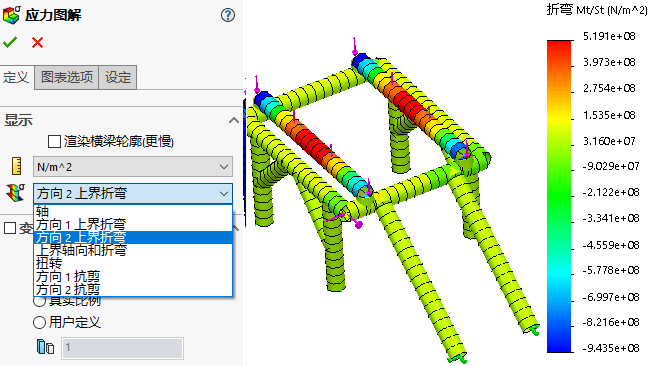 应力图解
定义 图表选项 设定
显示
渲染横梁轮廓(更慢)
N/m^2
方向 2 上界折弯
轴
方向 1 上界折弯
方向 2 上界折弯
上界轴向和折弯
扭转
方向 1 抗剪
方向 2 抗剪
真实比例
用户定义
1
折弯 Mt/St (N/m^2)
5.191e+08
3.973e+08
2.754e+08
1.535e+08
3.160e+07
-9.029e+07
-2.122e+08
-3.341e+08
-4.559e+08
-5.778e+08
-6.997e+08
-8.216e+08
-9.435e+08